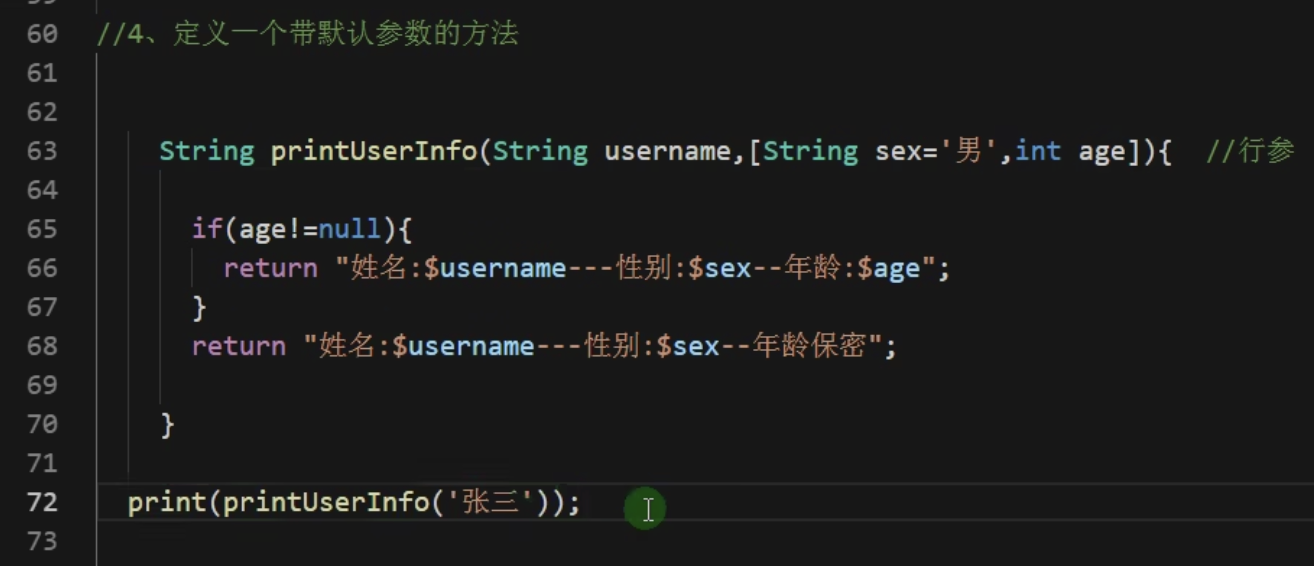 60 //4、定义一个带默认参数的方法
61
62
63 String printUserInfo(String username,[String sex='男',int age]){  //行参
64
65 if(age!=null){
66 return "姓名:$username---性别:$sex--年龄:$age";
67 }
68 return "姓名:$username---性别:$sex--年龄保密";
69
70 }
71
72 print(printUserInfo('张三'));
73